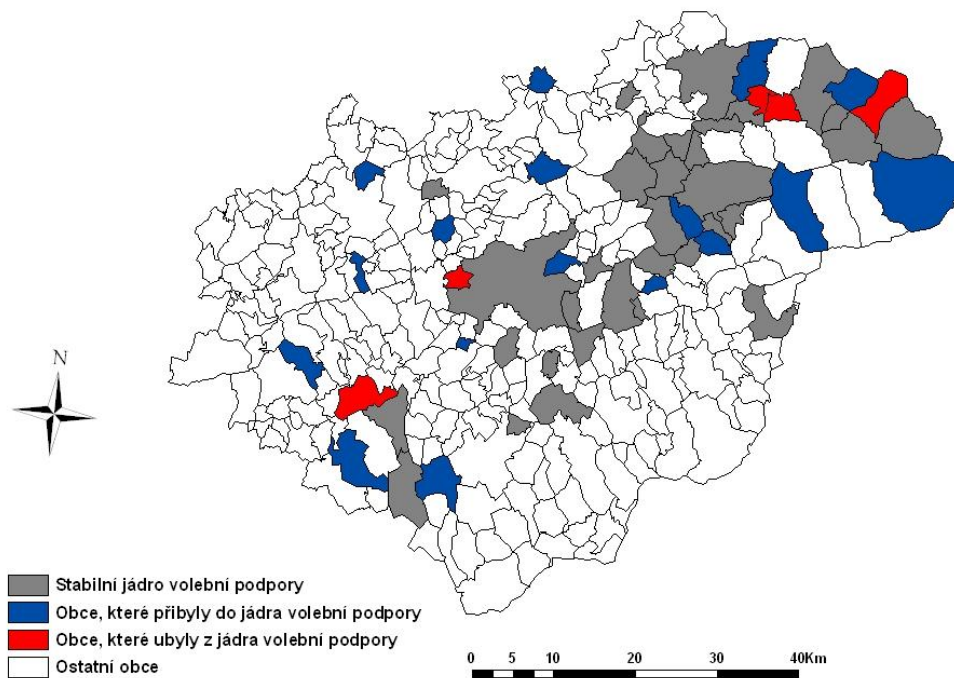 N
Stabilní jádro volební podpory
Obce, které přibyly do jádra volební podpory
Obce, které ubyly z jádra volební podpory
Ostatní obce
0 5 10 20 30 40Km